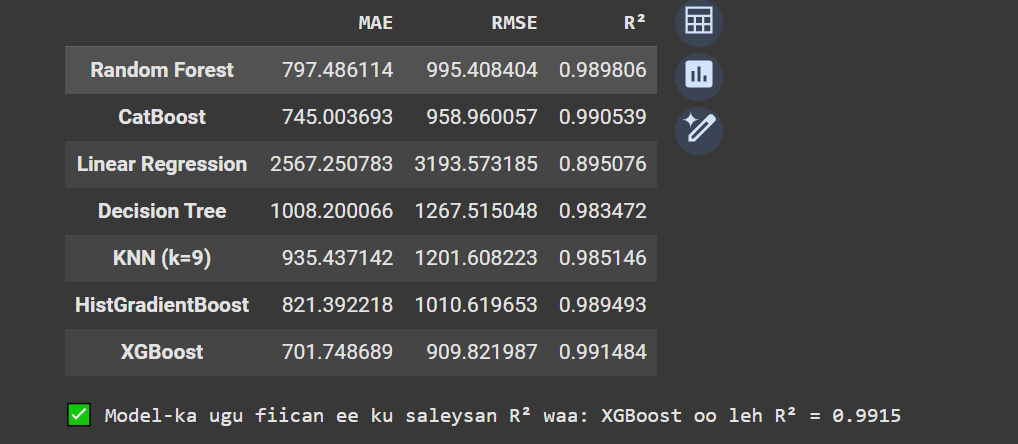 MAE RMSE R²
Random Forest 797.486114 995.408404 0.989806
CatBoost 745.003693 958.960057 0.990539
Linear Regression 2567.250783 3193.573185 0.895076
Decision Tree 1008.200066 1267.515048 0.983472
KNN (k=9) 935.437142 1201.608223 0.985146
HistGradientBoost 821.392218 1010.619653 0.989493
XGBoost 701.748689 909.821987 0.991484
✅ Model-ka ugu fiican ee ku saleysan R² waa: XGBoost oo leh R² = 0.9915